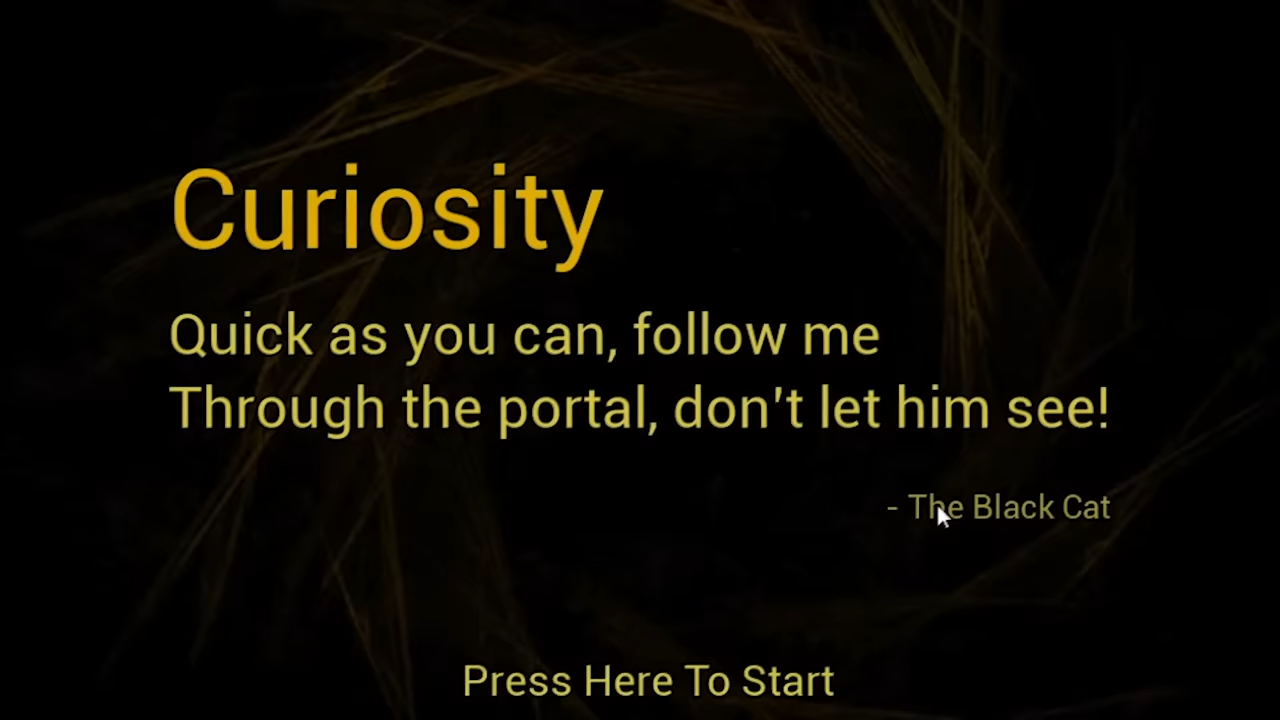 Curiosity
Quick as you can, follow me
Through the portal, don't let him see!
- The Black Cat
Press Here To Start